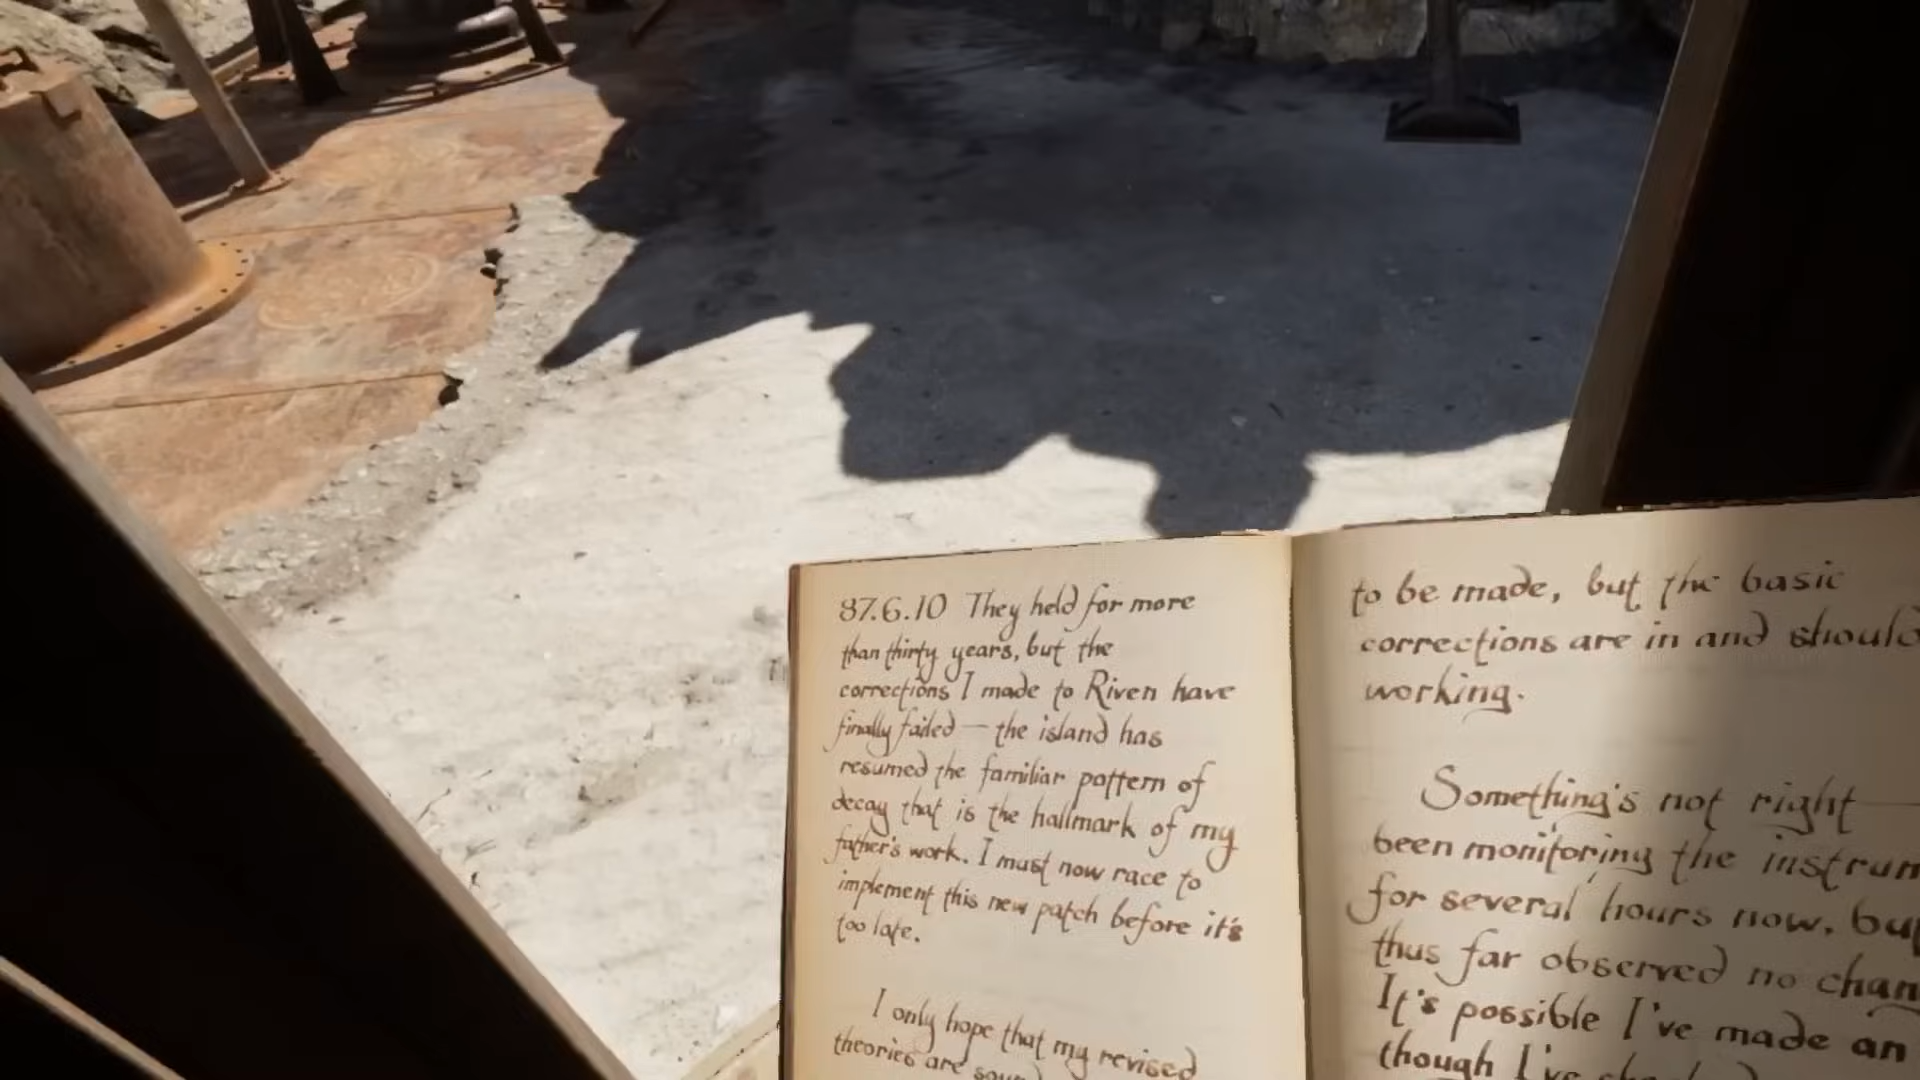 87.6.10 They held for more
than thirty years, but the
corrections I made to Riven have
finally failed — the island has
resumed the familiar pattern of
decay that is the hallmark of my
father's work. I must now race to
implement this new patch before it's
too late.
I only hope that my revised
theories are
to be made, but the basic
corrections are in and should
working.
Something's not right —
been monitoring the
for several hours now, but
thus far observed no
It's possible I've made an
though I've